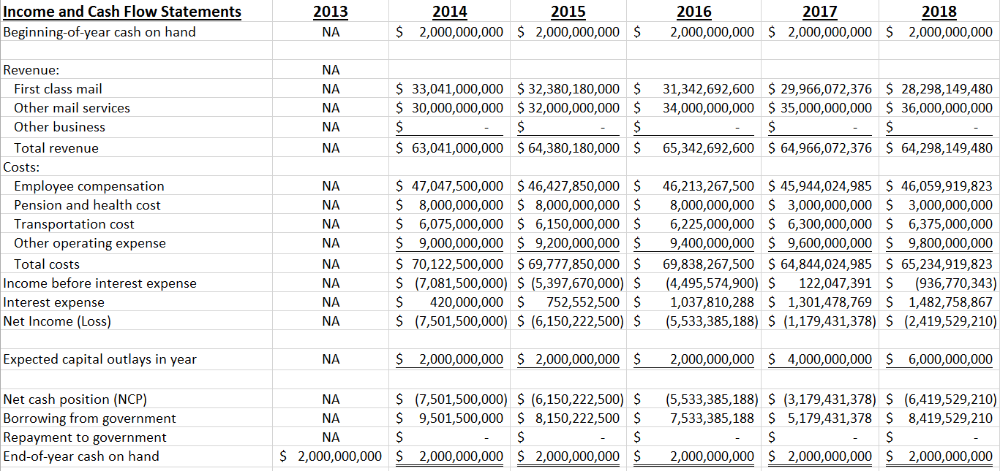 Income and Cash Flow Statements 2013 2014 2015 2016 2017 2018
Beginning-of-year cash on hand NA $ 2,000,000,000 $ 2,000,000,000 $ 2,000,000,000 $ 2,000,000,000 $ 2,000,000,000
Revenue: NA
First class mail NA $ 33,041,000,000 $ 32,380,180,000 $ 31,342,692,600 $ 29,966,072,376 $ 28,298,149,480
Other mail services NA $ 30,000,000,000 $ 32,000,000,000 $ 34,000,000,000 $ 35,000,000,000 $ 36,000,000,000
Other business NA $ - $ - $ - $ - $ -
Total revenue NA $ 63,041,000,000 $ 64,380,180,000 $ 65,342,692,600 $ 64,966,072,376 $ 64,298,149,480
Costs:
Employee compensation NA $ 47,047,500,000 $ 46,427,850,000 $ 46,213,267,500 $ 45,944,024,985 $ 46,059,919,823
Pension and health cost NA $ 8,000,000,000 $ 8,000,000,000 $ 8,000,000,000 $ 3,000,000,000 $ 3,000,000,000
Transportation cost NA $ 6,075,000,000 $ 6,150,000,000 $ 6,225,000,000 $ 6,300,000,000 $ 6,375,000,000
Other operating expense NA $ 9,000,000,000 $ 9,200,000,000 $ 9,400,000,000 $ 9,600,000,000 $ 9,800,000,000
Total costs NA $ 70,122,500,000 $ 69,777,850,000 $ 69,838,267,500 $ 64,844,024,985 $ 65,234,919,823
Income before interest expense NA $ (7,081,500,000) $ (5,397,670,000) $ (4,495,574,900) $ 122,047,391 $ (936,770,343)
Interest expense NA $ 420,000,000 $ 752,552,500 $ 1,037,810,288 $ 1,301,478,769 $ 1,482,758,867
Net Income (Loss) NA $ (7,501,500,000) $ (6,150,222,500) $ (5,533,385,188) $ (1,179,431,378) $ (2,419,529,210)
Expected capital outlays in year NA $ 2,000,000,000 $ 2,000,000,000 $ 2,000,000,000 $ 4,000,000,000 $ 6,000,000,000
Net cash position (NCP) NA $ (7,501,500,000) $ (6,150,222,500) $ (5,533,385,188) $ (3,179,431,378) $ (6,419,529,210)
Borrowing from government NA $ 9,501,500,000 $ 8,150,222,500 $ 7,533,385,188 $ 5,179,431,378 $ 8,419,529,210
Repayment to government NA $ - $ - $ - $ - $ -
End-of-year cash on hand $ 2,000,000,000 $ 2,000,000,000 $ 2,000,000,000 $ 2,000,000,000 $ 2,000,000,000 $ 2,000,000,000